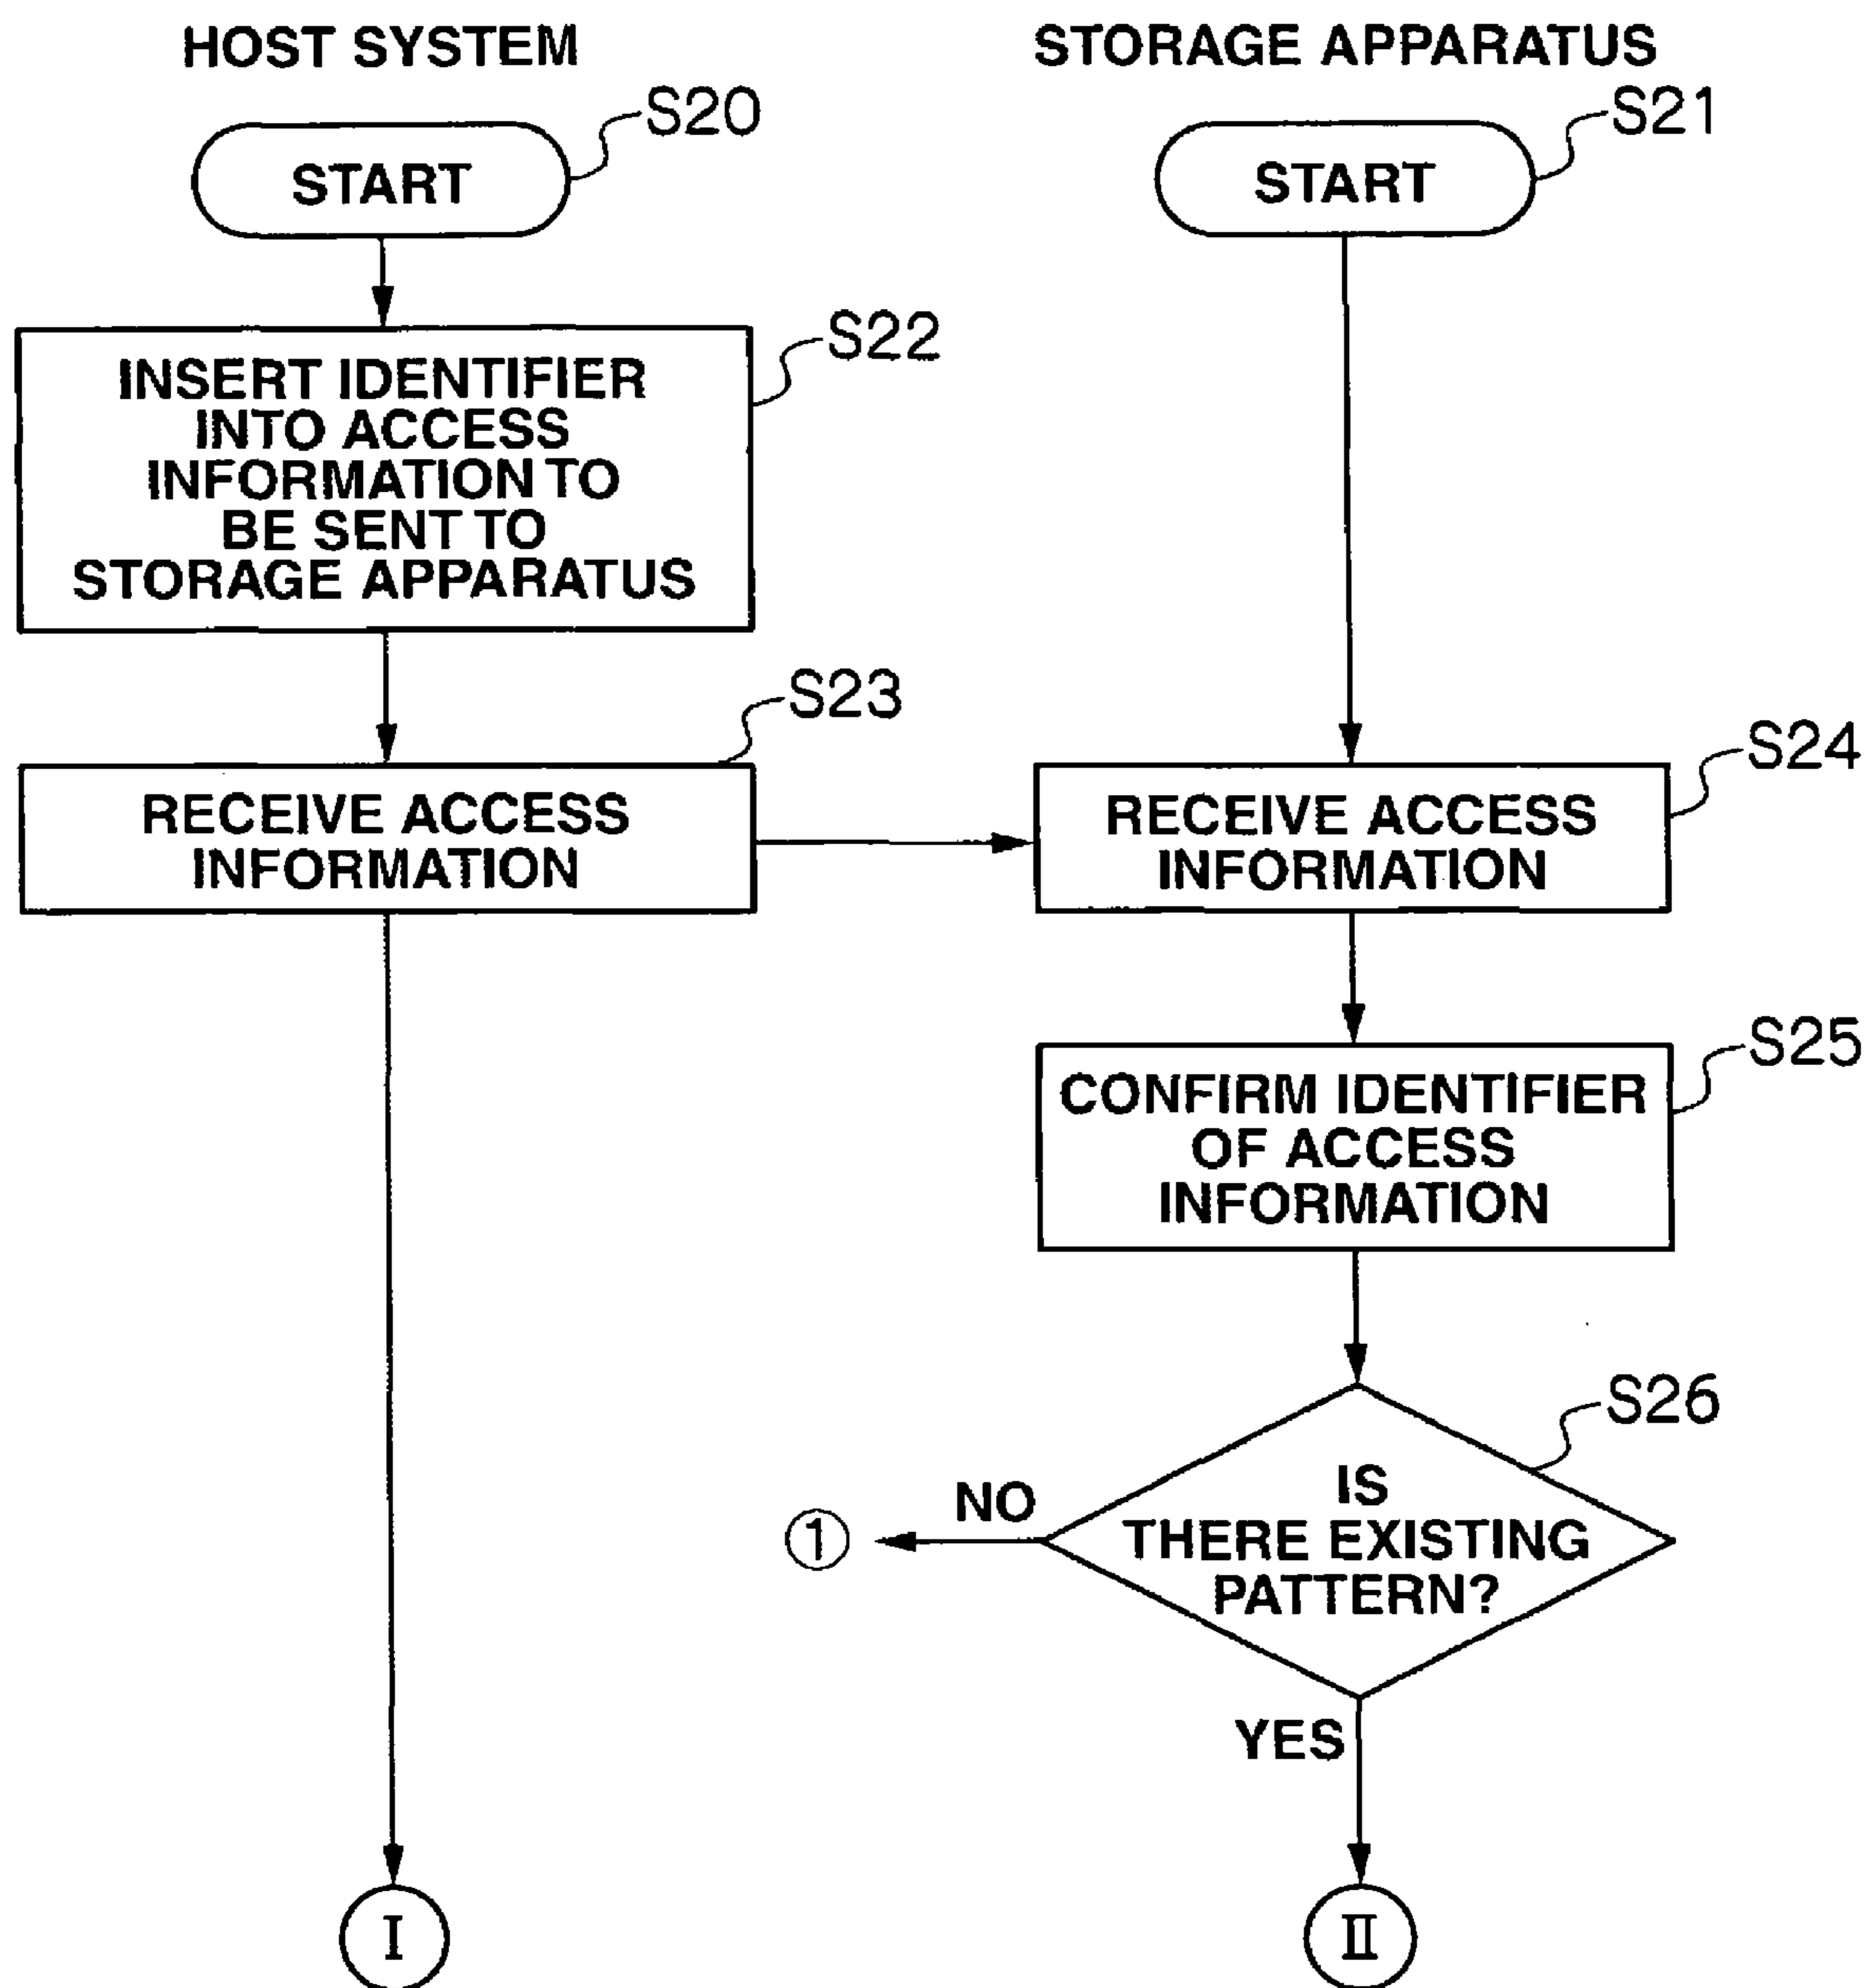 HOST SYSTEM
STORAGE APPARATUS
S20
S21
START
START
S22
INSERT IDENTIFIER
INTO ACCESS
INFORMATION TO
BE SENT TO
STORAGE APPARATUS
S23
S24
RECEIVE ACCESS
INFORMATION
RECEIVE ACCESS
INFORMATION
S25
CONFIRM IDENTIFIER
OF ACCESS
INFORMATION
S26
IS
THERE EXISTING
PATTERN?
NO
①
YES
I
II